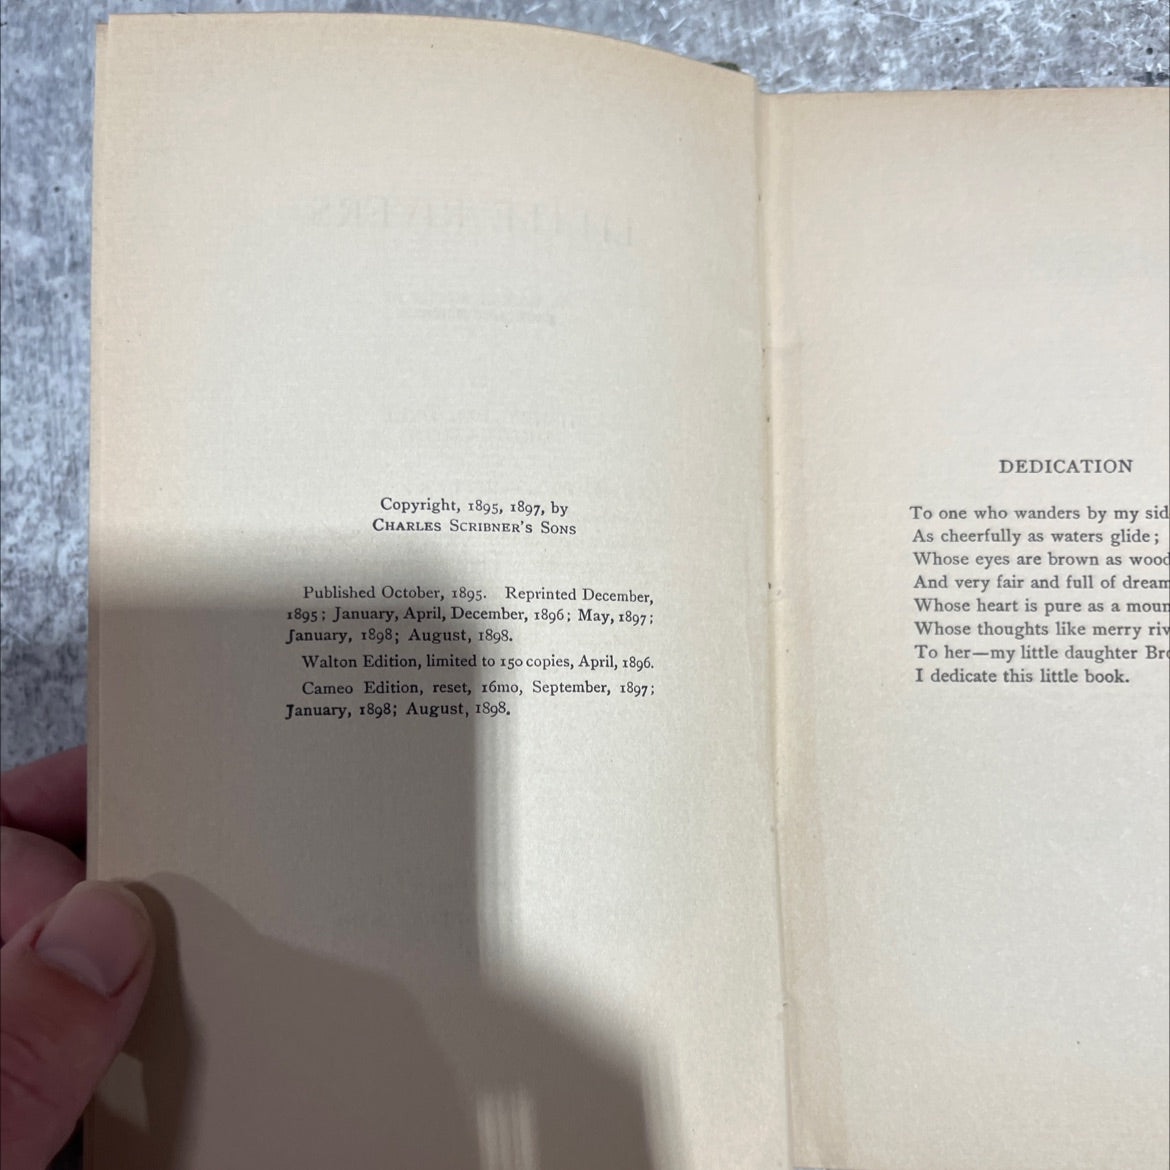 Copyright, 1895, 1897, by
CHARLES SCRIBNER'S SONS
Published October, 1895. Reprinted December,
1895; January, April, December, 1896; May, 1897;
January, 1898; August, 1898.
Walton Edition, limited to 150 copies, April, 1896.
Cameo Edition, reset, 16mo, September, 1897;
January, 1898; August, 1898.
DEDICATION
To one who wanders by my sid
As cheerfully as waters glide;
Whose eyes are brown as wood
And very fair and full of dream
Whose heart is pure as a moun
Whose thoughts like merry riv
To her—my little daughter Bro
I dedicate this little book.